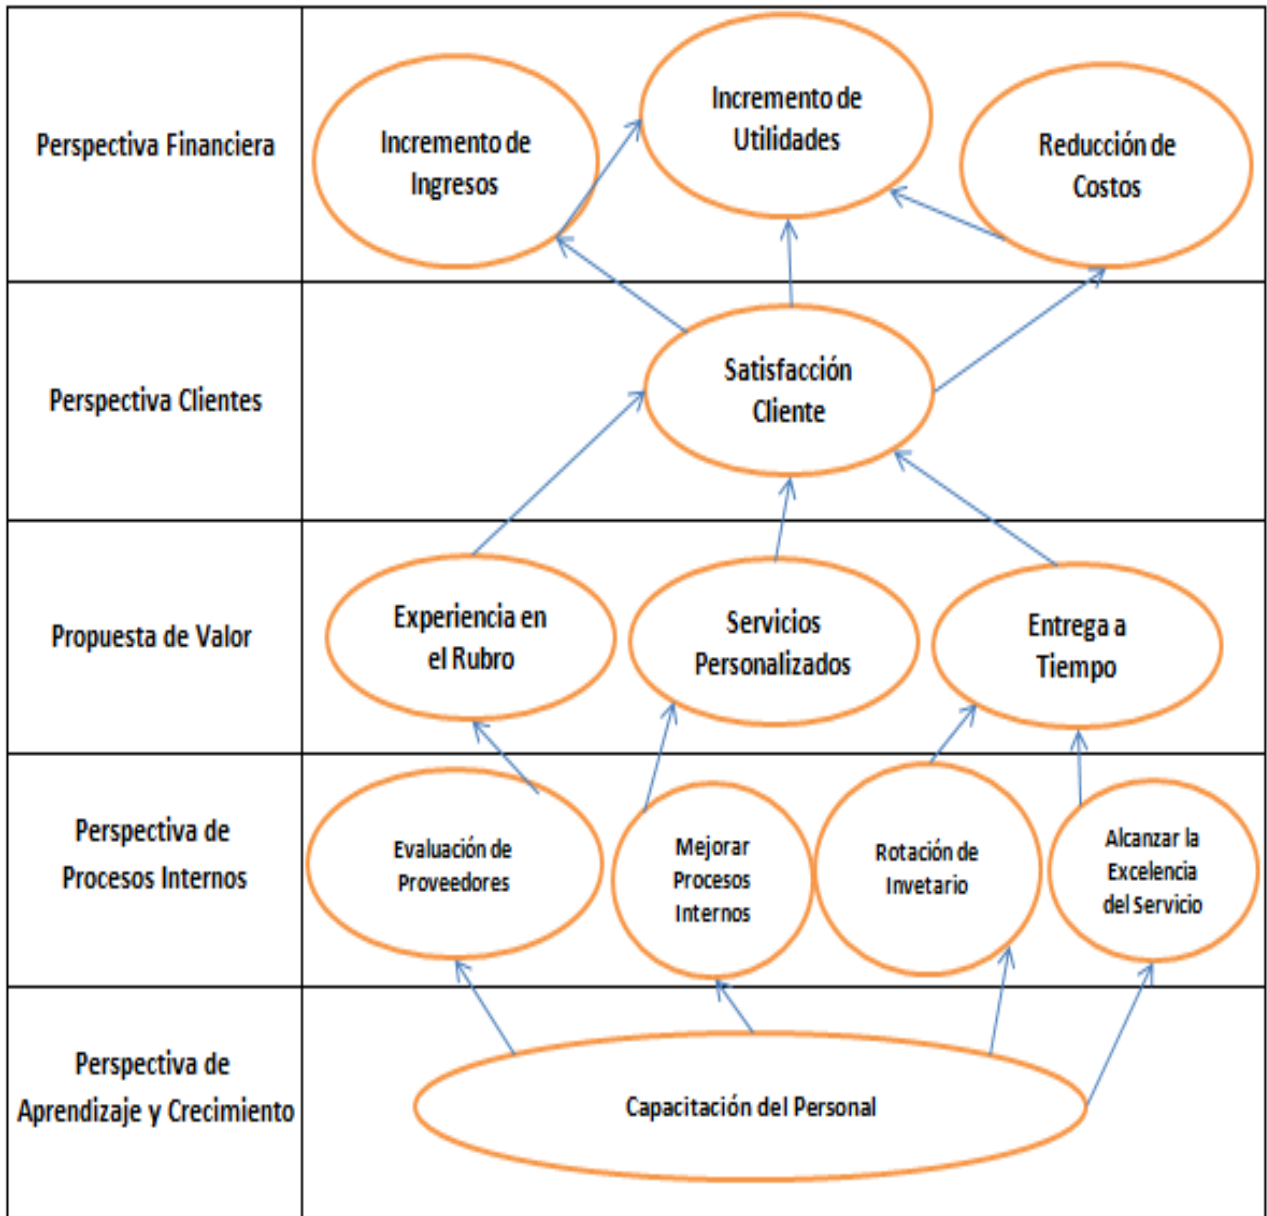 Perspectiva Financiera
Incremento de
Ingresos
Incremento de
Utilidades
Reducción de
Costos
Perspectiva Clientes
Satisfacción
Cliente
Propuesta de Valor
Experiencia en
el Rubro
Servicios
Personalizados
Entrega a
Tiempo
Perspectiva de
Procesos Internos
Evaluación de
Proveedores
Mejorar
Procesos
Internos
Rotación de
Invetario
Alcanzar la
Excelencia
del Servicio
Perspectiva de
Aprendizaje y Crecimiento
Capacitación del Personal